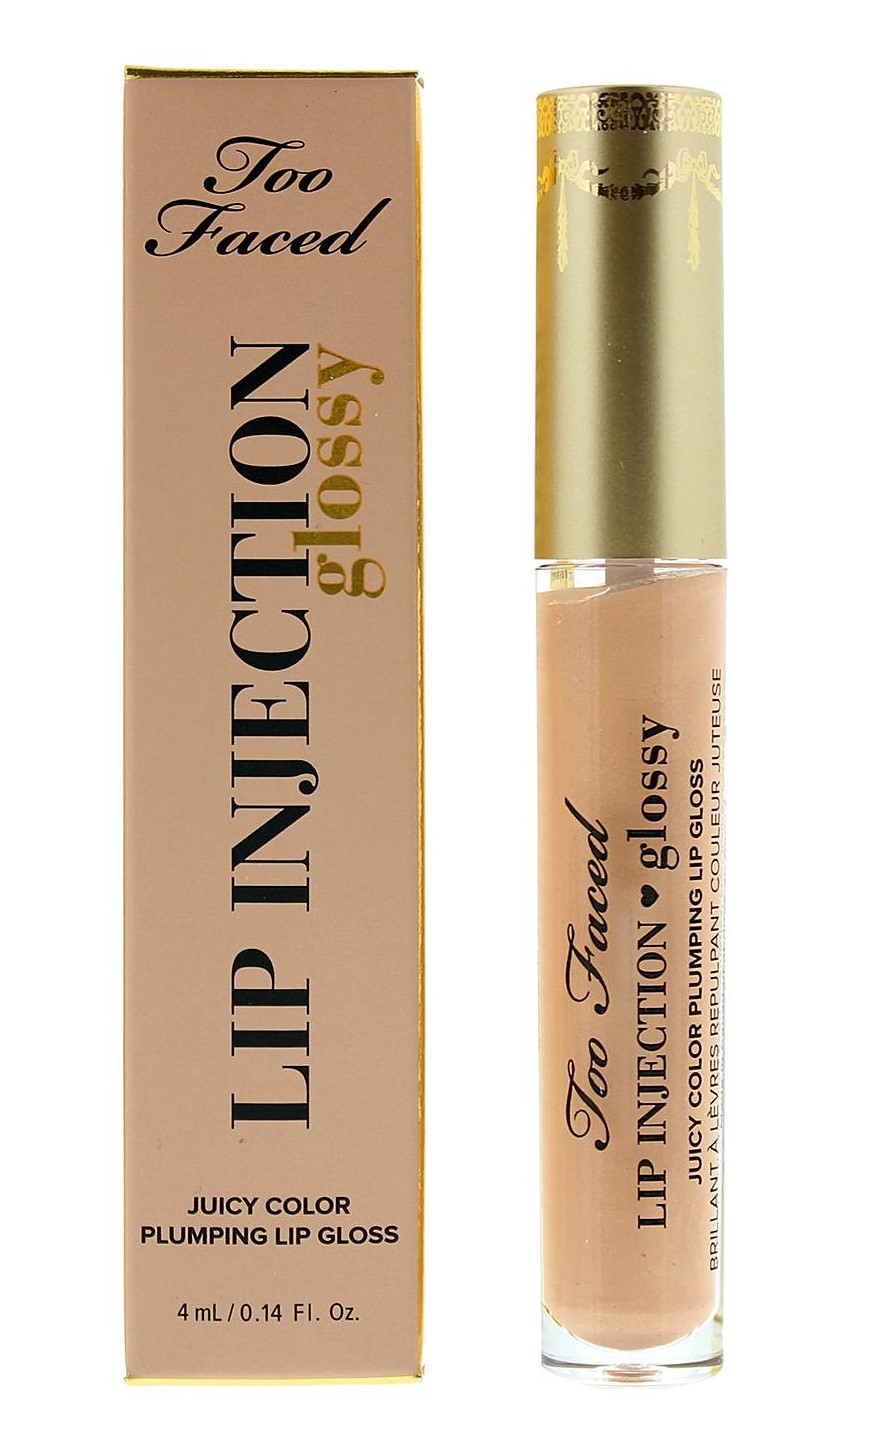 Too
Faced
LIP INJECTION
glossy
JUICY COLOR
PLUMPING LIP GLOSS
4 mL / 0.14 Fl. Oz.
Too Faced
LIP INJECTION ♥ glossy
JUICY COLOR PLUMPING LIP GLOSS
BRILLANT À LÈVRES REPULPANT COULEUR JUTEUSE